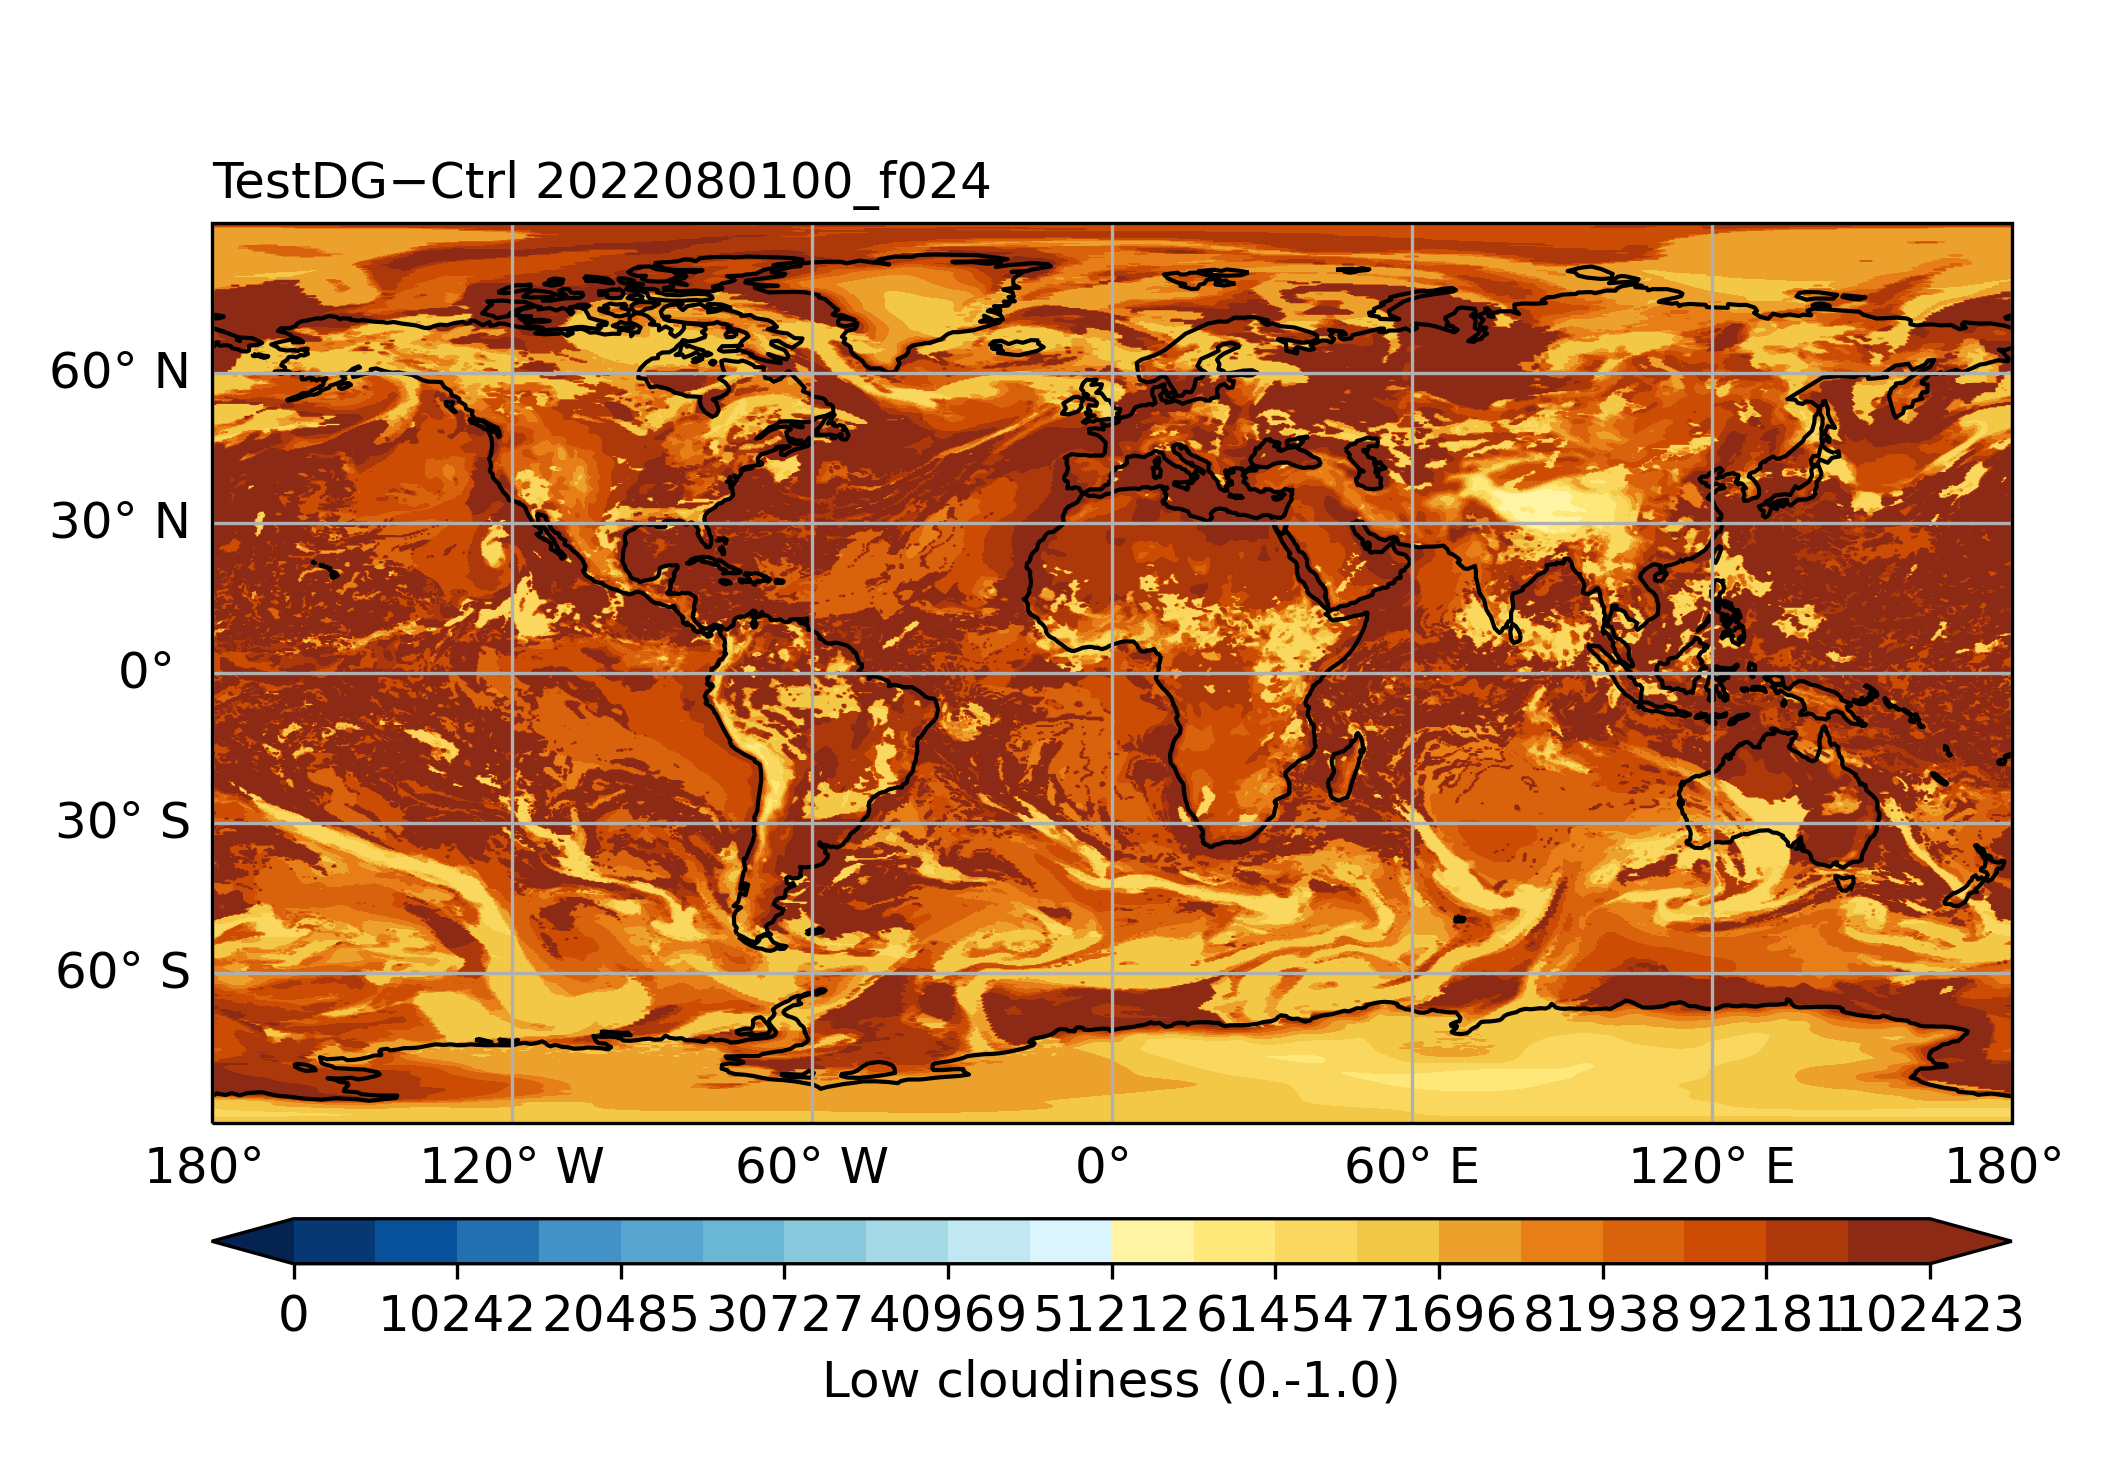 TestDG−Ctrl 2022080100_f024
60° N
30° N
0°
30° S
60° S
180° 120° W 60° W 0° 60° E 120° E 180°
0 10242 20485 30727 40969 51212 61454 71696 81938 92181 102423
Low cloudiness (0.-1.0)